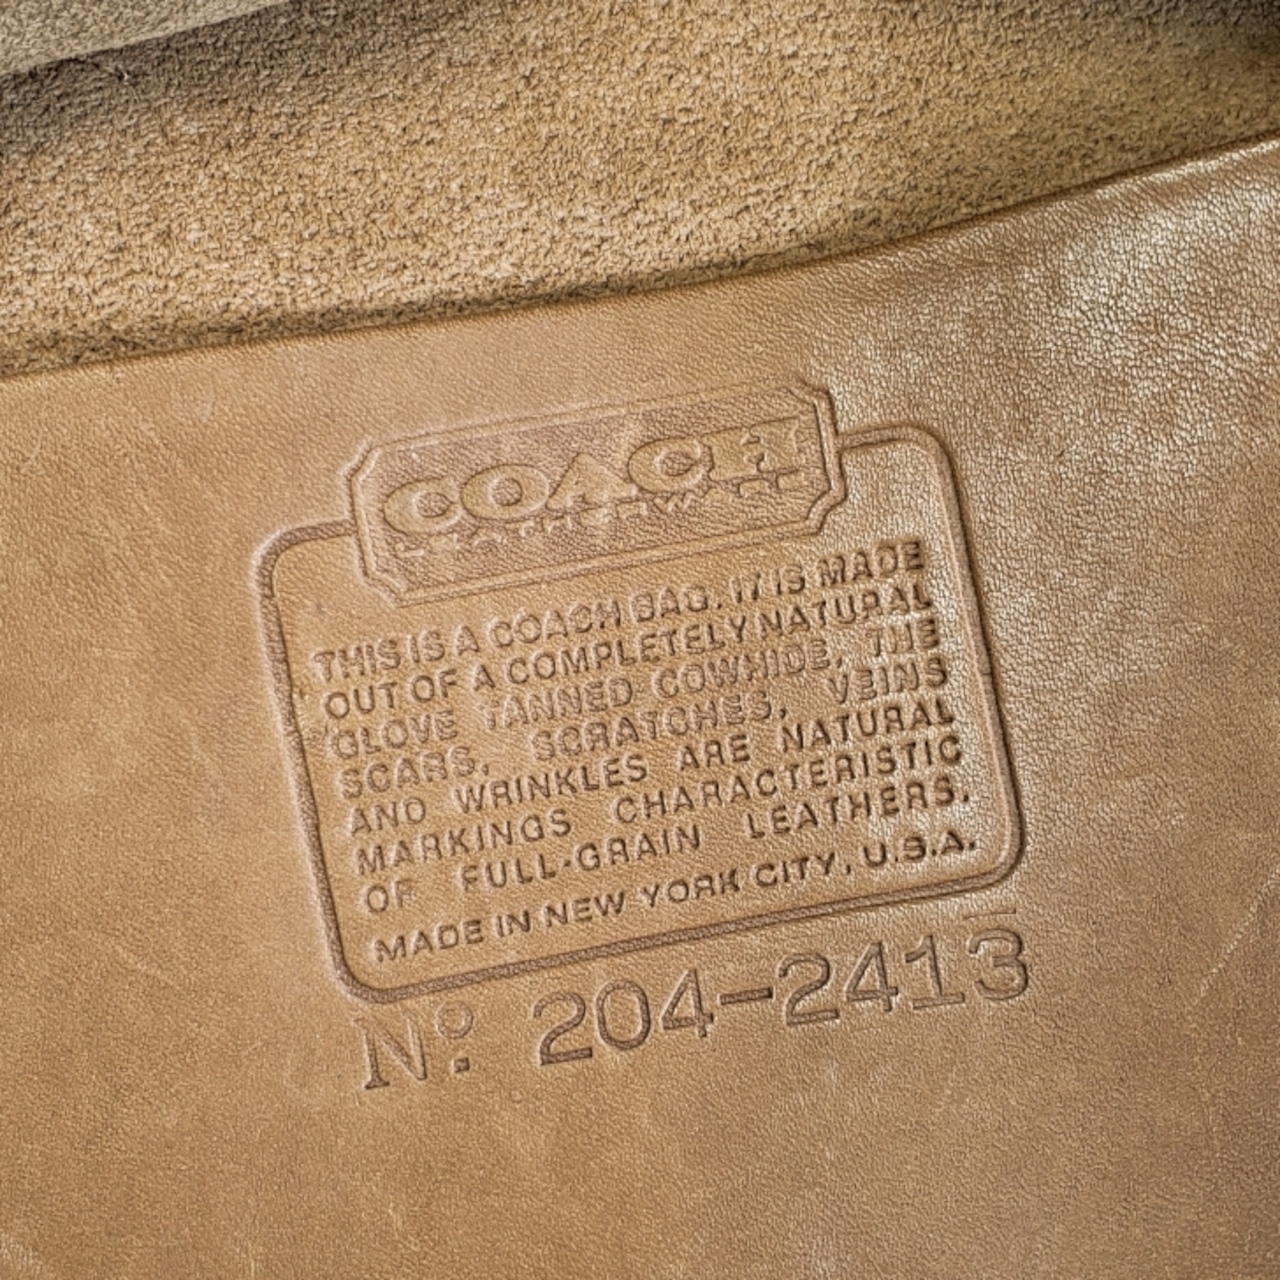 COACH
LEATHERWARE
THIS IS A COACH BAG. IT IS MADE
OUT OF A COMPLETELY NATURAL
GLOVE TANNED COWHIDE. THE
SCARS, SCRATCHES, VEINS
AND WRINKLES ARE NATURAL
MARKINGS CHARACTERISTIC
OF FULL-GRAIN LEATHERS.
MADE IN NEW YORK CITY, U.S.A.
Nº: 204-2413